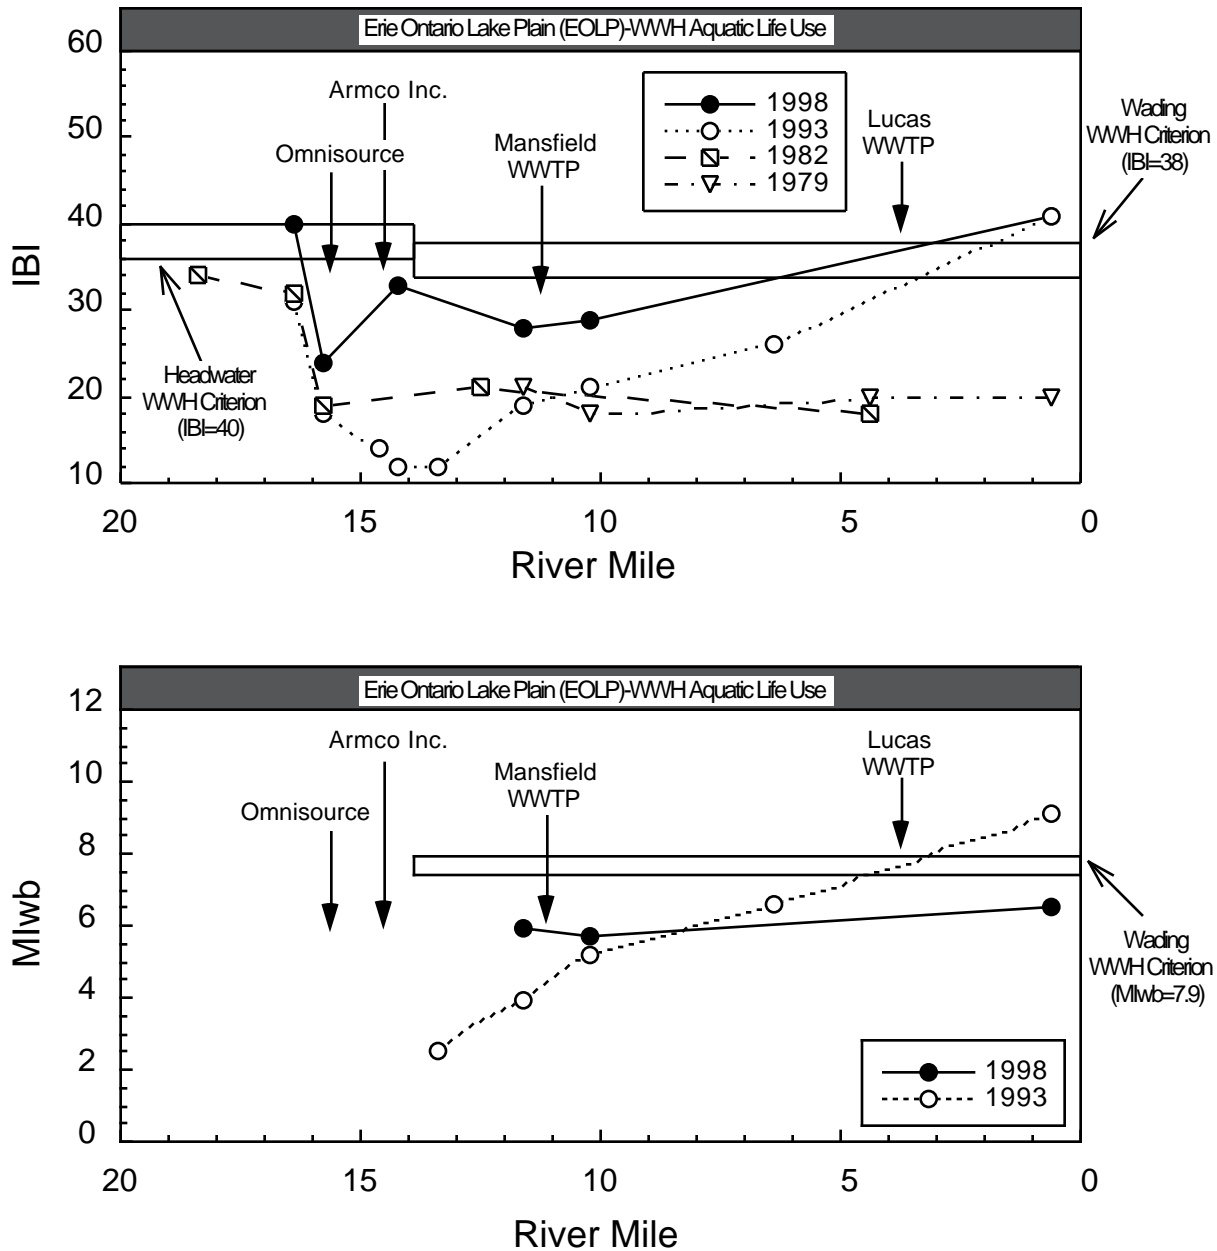 Erie Ontario Lake Plain (EOLP)-WWH Aquatic Life Use
60
50
40
30
20
10
IBI
Armco Inc.
Omnisource
Mansfield
WWTP
1998
1993
1982
1979
Lucas
WWTP
Wading
WWH Criterion
(IBI=38)
Headwater
WWH Criterion
(IBI=40)
20
15
10
5
0
River Mile
Erie Ontario Lake Plain (EOLP)-WWH Aquatic Life Use
12
10
8
6
4
2
0
MIwb
Armco Inc.
Omnisource
Mansfield
WWTP
Lucas
WWTP
Wading
WWH Criterion
(MIwb=7.9)
1998
1993
20
15
10
5
0
River Mile